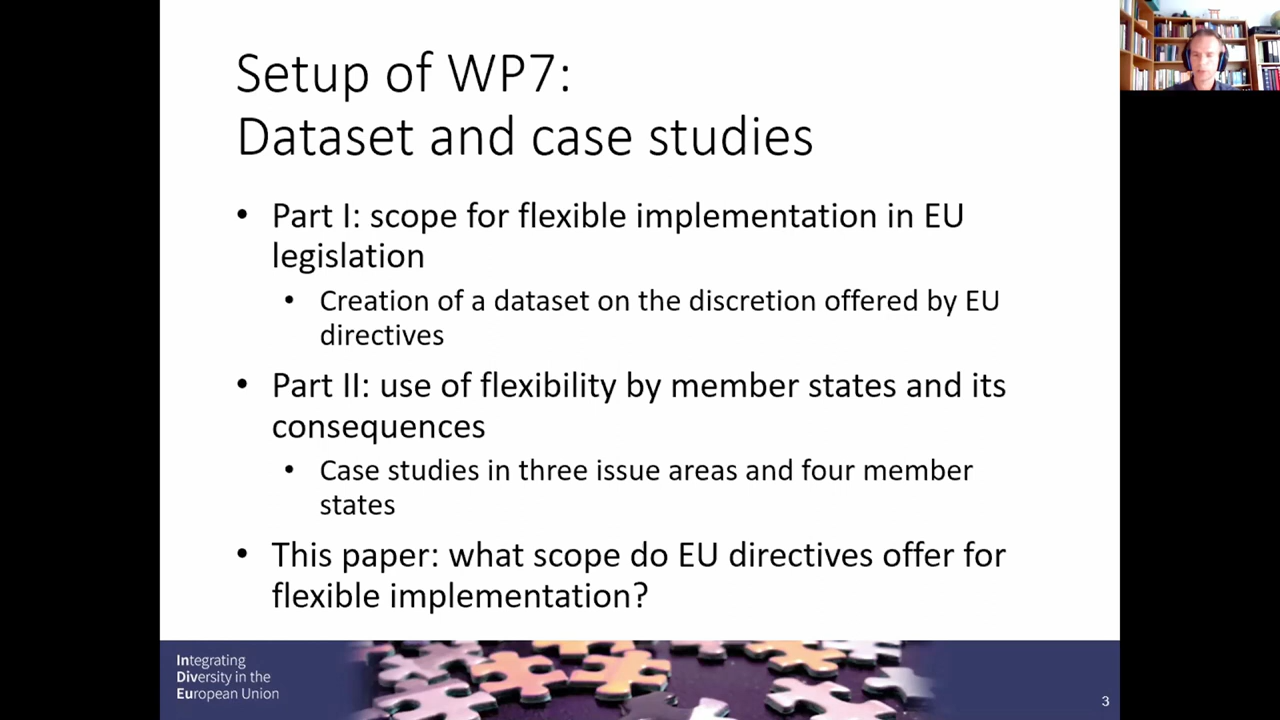 Setup of WP7:
Dataset and case studies
• Part I: scope for flexible implementation in EU
legislation
• Creation of a dataset on the discretion offered by EU
directives
• Part II: use of flexibility by member states and its
consequences
• Case studies in three issue areas and four member
states
• This paper: what scope do EU directives offer for
flexible implementation?
Integrating
Diversity in the
European Union
3